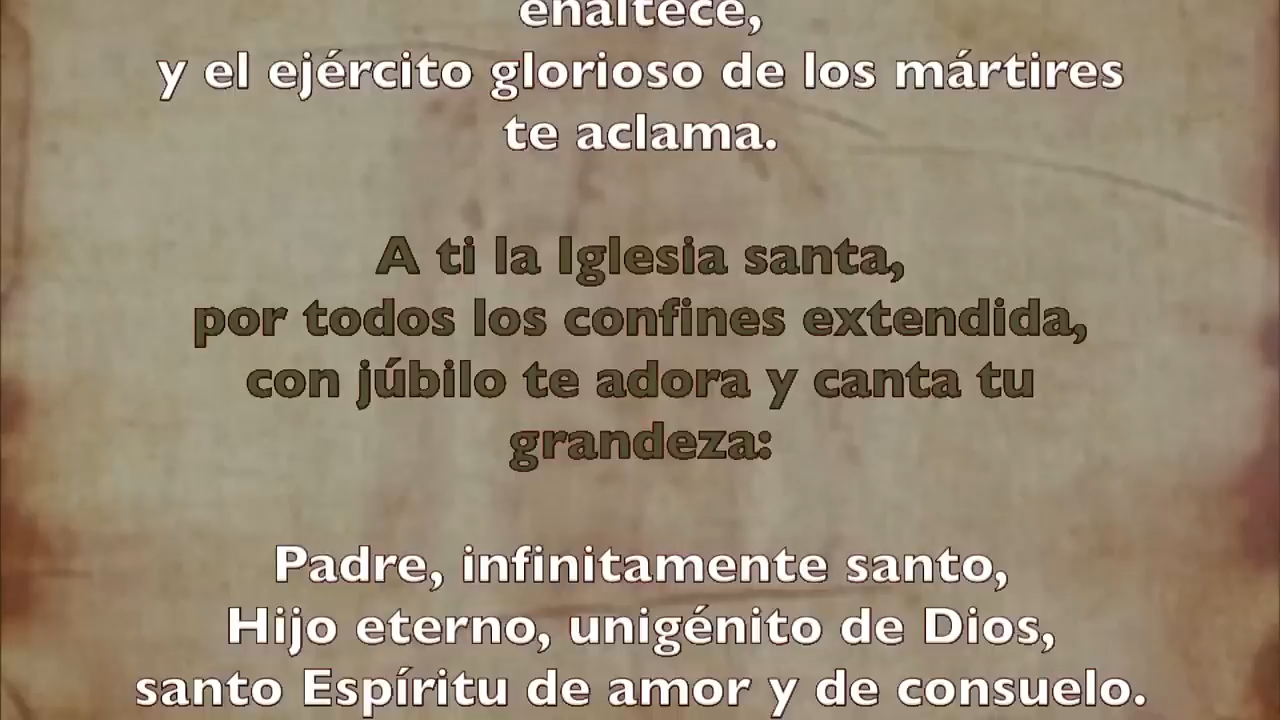 enaltece,
y el ejército glorioso de los mártires
te aclama.
A ti la Iglesia santa,
por todos los confines extendida,
con júbilo te adora y canta tu
grandeza:
Padre, infinitamente santo,
Hijo eterno, unigénito de Dios,
santo Espíritu de amor y de consuelo.